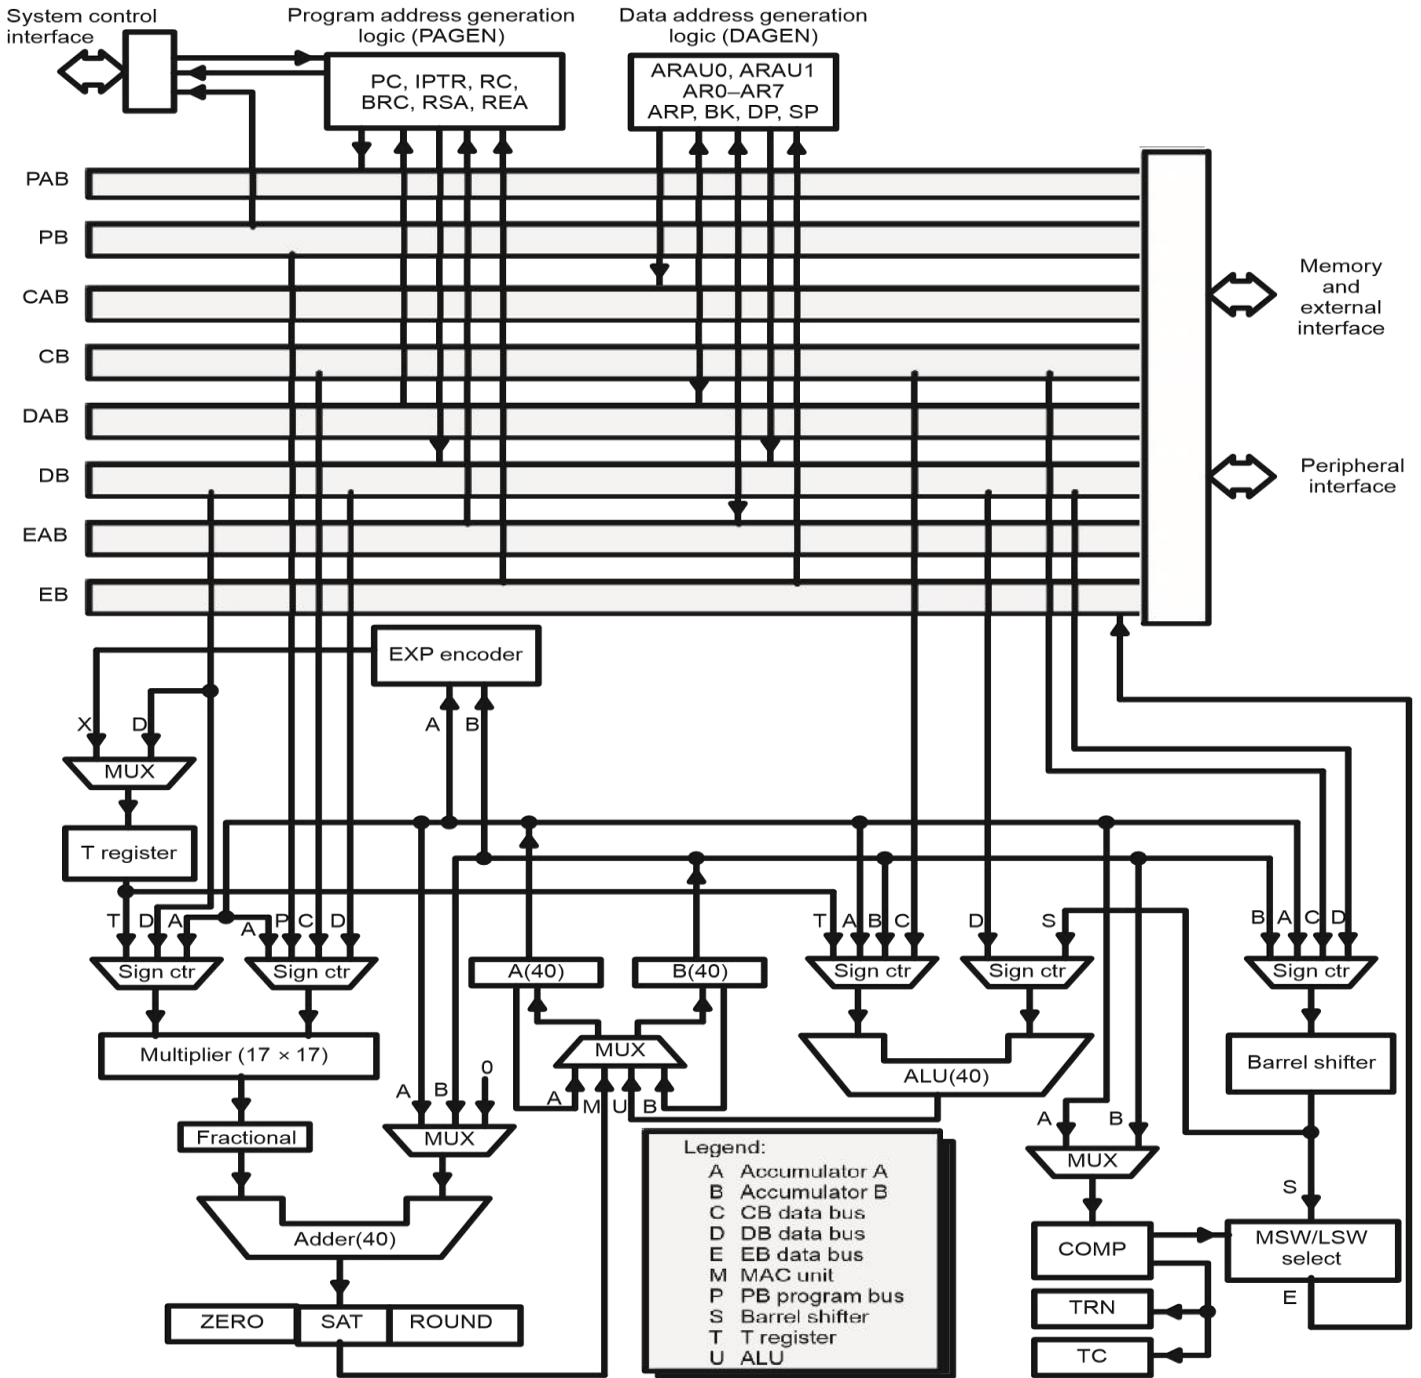 System control
interface
Program address generation
logic (PAGEN)
Data address generation
logic (DAGEN)
PC, IPTR, RC,
BRC, RSA, REA
ARAU0, ARAU1
AR0–AR7
ARP, BK, DP, SP
PAB
PB
CAB
CB
DAB
DB
EAB
EB
Memory
and
external
interface
Peripheral
interface
EXP encoder
A B
X D
MUX
T register
T D A
A P C D
T A B C
D S
B A C D
Sign ctr
Sign ctr
A(40)
B(40)
Sign ctr
Sign ctr
Sign ctr
Multiplier (17 × 17)
MUX
ALU(40)
Barrel shifter
A B 0
A M U B
Fractional
MUX
A B
MUX
S
Adder(40)
COMP
MSW/LSW
select
E
ZERO SAT ROUND
TRN
TC
Legend:
A Accumulator A
B Accumulator B
C CB data bus
D DB data bus
E EB data bus
M MAC unit
P PB program bus
S Barrel shifter
T T register
U ALU